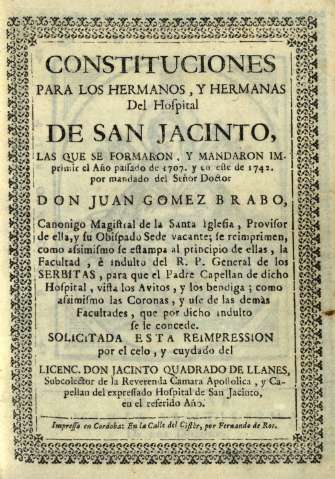 CONSTITUCIONES
PARA LOS HERMANOS, Y HERMANAS
Del Hospital
DE SAN JACINTO,
LAS QUE SE FORMARON, Y MANDARON IM-
primir el Año paſado de 1707. y en eſte de 1742.
por mandado del Señor Doctor
DON JUAN GOMEZ BRABO,
Canonigo Magiſtral de la Santa Igleſia, Proviſor
de ella, y ſu Obiſpado Sede vacante; ſe reimprimen,
como aſsimiſmo ſe eſtampa al principio de ellas, la
Facultad, è indulto del R. P. General de los
SERBITAS, para que el Padre Capellan de dicho
Hoſpital, viſta los Avitos, y los bendiga; como
aſsimiſmo las Coronas, y uſe de las demàs
Facultades, que por dicho indulto
ſe le concede.
SOLICITADA ESTA REIMPRESSION
por el celo, y cuydado del
LICENC. DON JACINTO QUADRADO DE LLANES,
Subcolector de la Reverenda Camara Apoſtolica, y Ca-
pellan del expreſſado Hoſpital de San Jacinto,
en el referido Año.
Impreſſo en Cordoba: En la Calle del Ciſtèr, por Fernando de Ros.